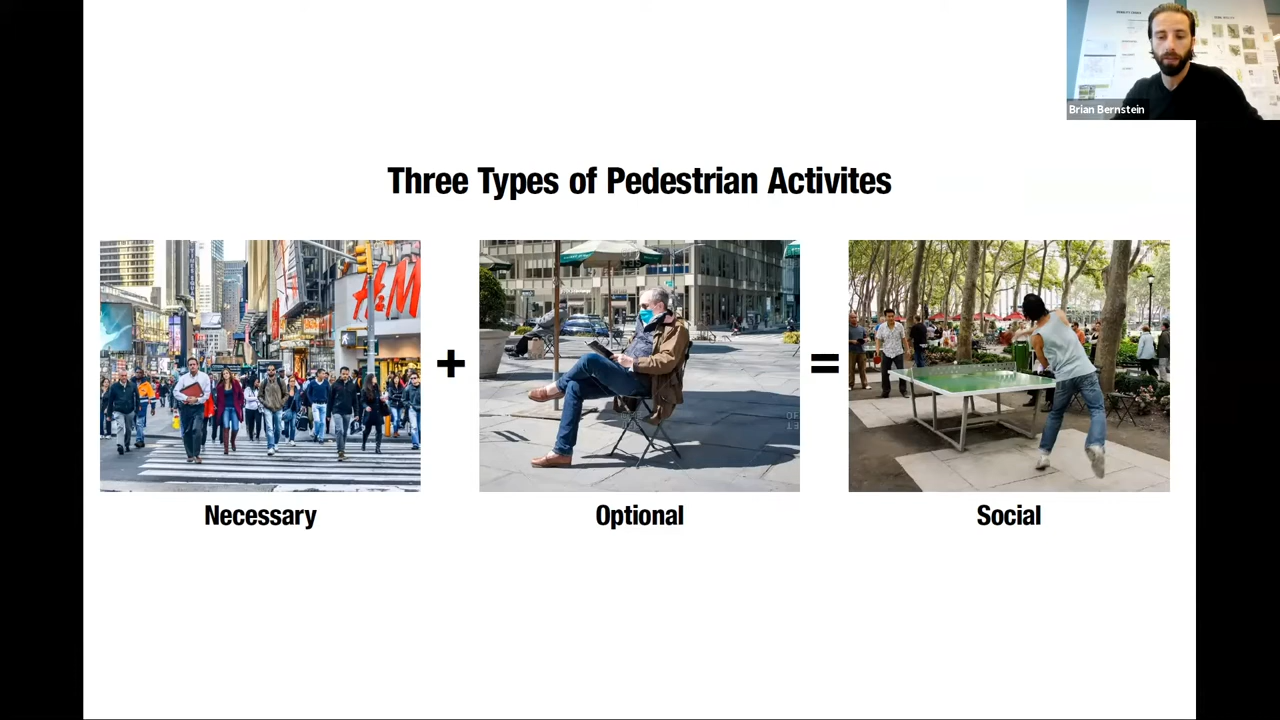 Brian Bernstein
Three Types of Pedestrian Activites
H&M
+
=
Necessary
Optional
Social